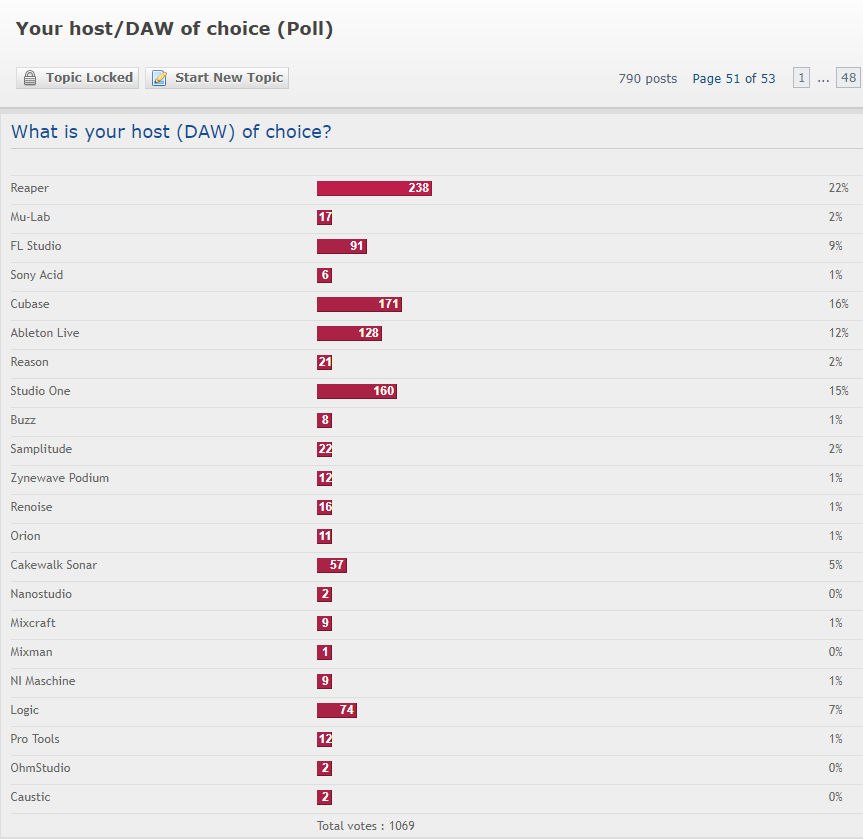 Your host/DAW of choice (Poll)
Topic Locked Start New Topic 790 posts Page 51 of 53 1 ... 48
What is your host (DAW) of choice?
Reaper 238 22%
Mu-Lab 17 2%
FL Studio 91 9%
Sony Acid 6 1%
Cubase 171 16%
Ableton Live 128 12%
Reason 21 2%
Studio One 160 15%
Buzz 8 1%
Samplitude 22 2%
Zynewave Podium 12 1%
Renoise 16 1%
Orion 11 1%
Cakewalk Sonar 57 5%
Nanostudio 2 0%
Mixcraft 9 1%
Mixman 1 0%
NI Maschine 9 1%
Logic 74 7%
Pro Tools 12 1%
OhmStudio 2 0%
Caustic 2 0%
Total votes : 1069